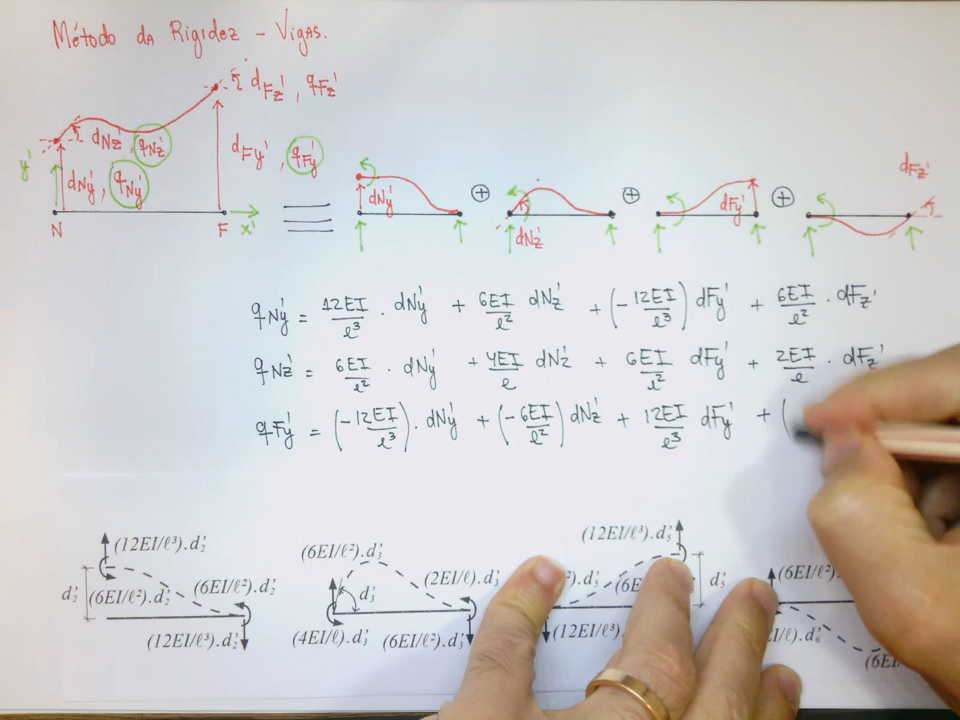 Método da Rigidez - Vigas.
dFz', qFz'
dNz', qNz'
dFy', qFy'
dFz'
y'
dNy', qNy'
dNy'
dFy'
N
F
x'
dNz'
qNy' = 12EI/ℓ³ . dNy' + 6EI/ℓ² dNz' + (-12EI/ℓ³) dFy' + 6EI/ℓ² . dFz'
qNz' = 6EI/ℓ² . dNy' + 4EI/ℓ dNz' + 6EI/ℓ² dFy' + 2EI/ℓ . dFz'
qFy' = (-12EI/ℓ³) . dNy' + (-6EI/ℓ²) dNz' + 12EI/ℓ³ dFy' + (
(12EI/ℓ³).d₂'
(6EI/ℓ²).d₃'
(12EI/ℓ³).d₅'
d₂'
(6EI/ℓ²).d₂'
(6EI/ℓ²).d₂'
d₃'
(2EI/ℓ).d₃'
d₅'
(12EI/ℓ³).d₂'
(4EI/ℓ).d₃'
(6EI/ℓ²).d₃'
(12EI/ℓ³)